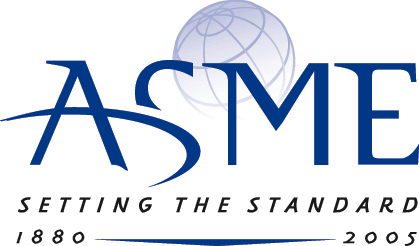 ASME
SETTING THE STANDARD
1880 2005